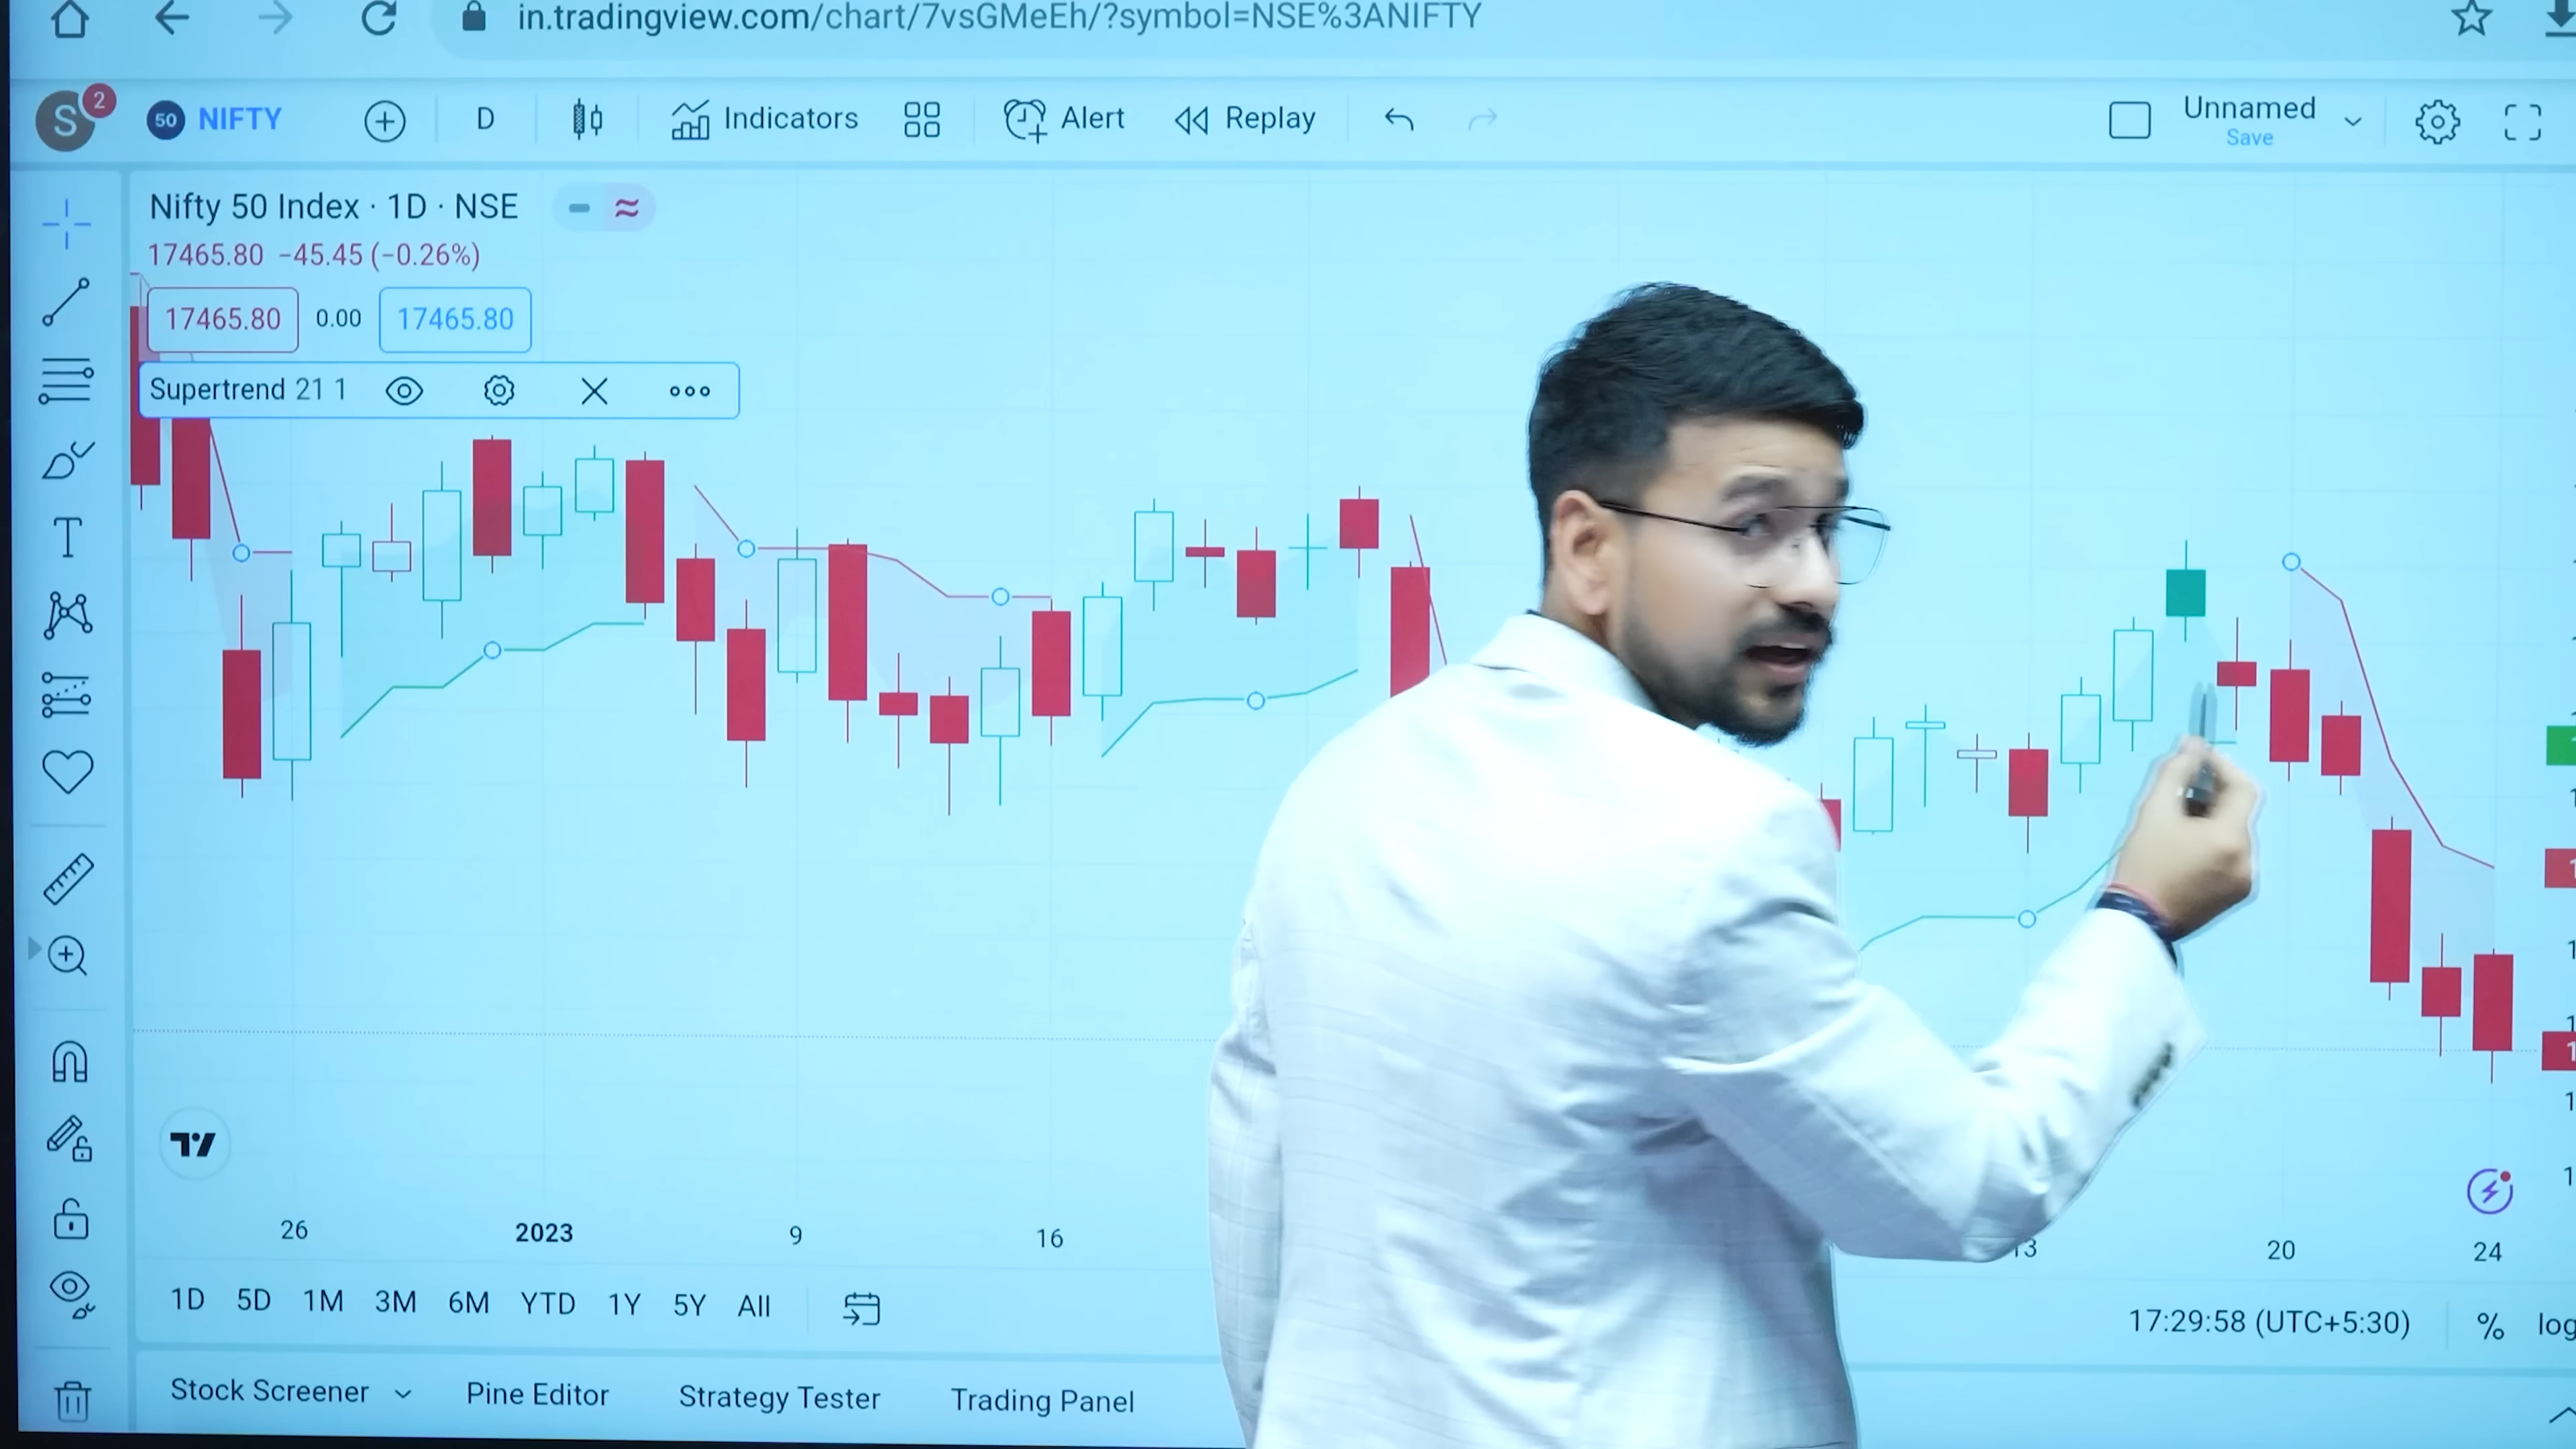 in.tradingview.com/chart/7vsGMeEh/?symbol=NSE%3ANIFTY
S 2 50 NIFTY D Indicators Alert Replay Unnamed
Save
Nifty 50 Index · 1D · NSE
17465.80 −45.45 (−0.26%)
17465.80 0.00 17465.80
Supertrend 21 1
26 2023 9 16 13 20 24
1D 5D 1M 3M 6M YTD 1Y 5Y All
17:29:58 (UTC+5:30) % log
Stock Screener Pine Editor Strategy Tester Trading Panel